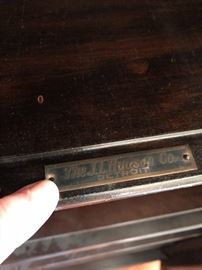 The J.L. Hudson Co.
DETROIT